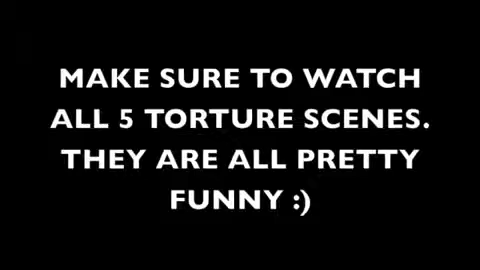 MAKE SURE TO WATCH
ALL 5 TORTURE SCENES.
THEY ARE ALL PRETTY
FUNNY :)